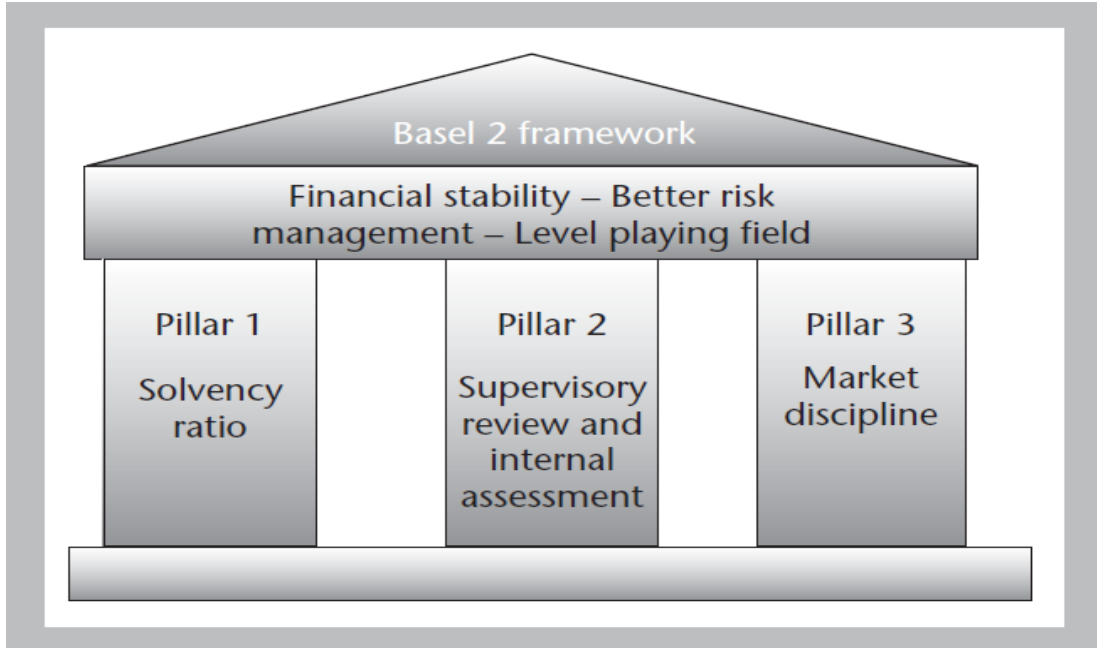 Basel 2 framework
Financial stability – Better risk
management – Level playing field
Pillar 1
Solvency
ratio
Pillar 2
Supervisory
review and
internal
assessment
Pillar 3
Market
discipline